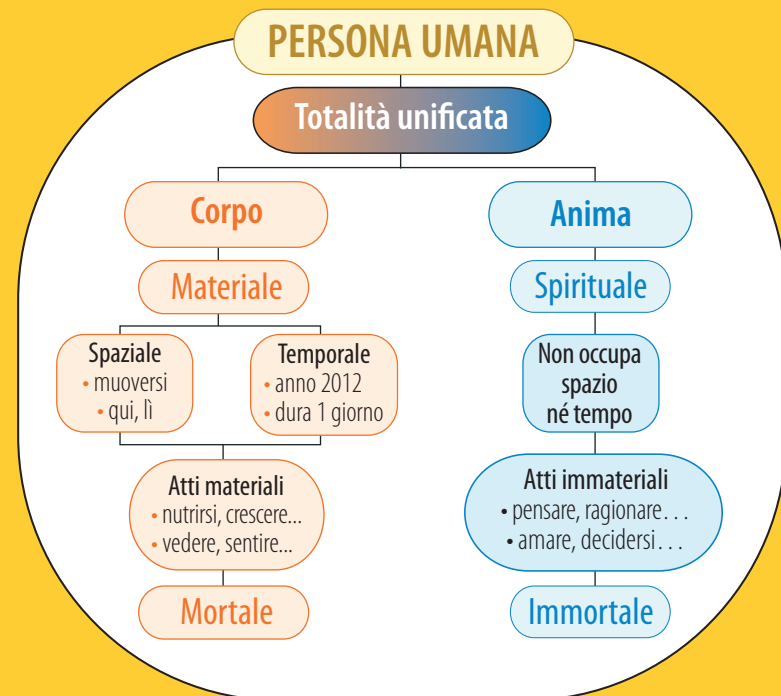 PERSONA UMANA
Totalità unificata
Corpo
Materiale
Spaziale
• muoversi
• qui, lì
Temporale
• anno 2012
• dura 1 giorno
Atti materiali
• nutrirsi, crescere...
• vedere, sentire...
Mortale
Anima
Spirituale
Non occupa
spazio
né tempo
Atti immateriali
• pensare, ragionare...
• amare, decidersi...
Immortale